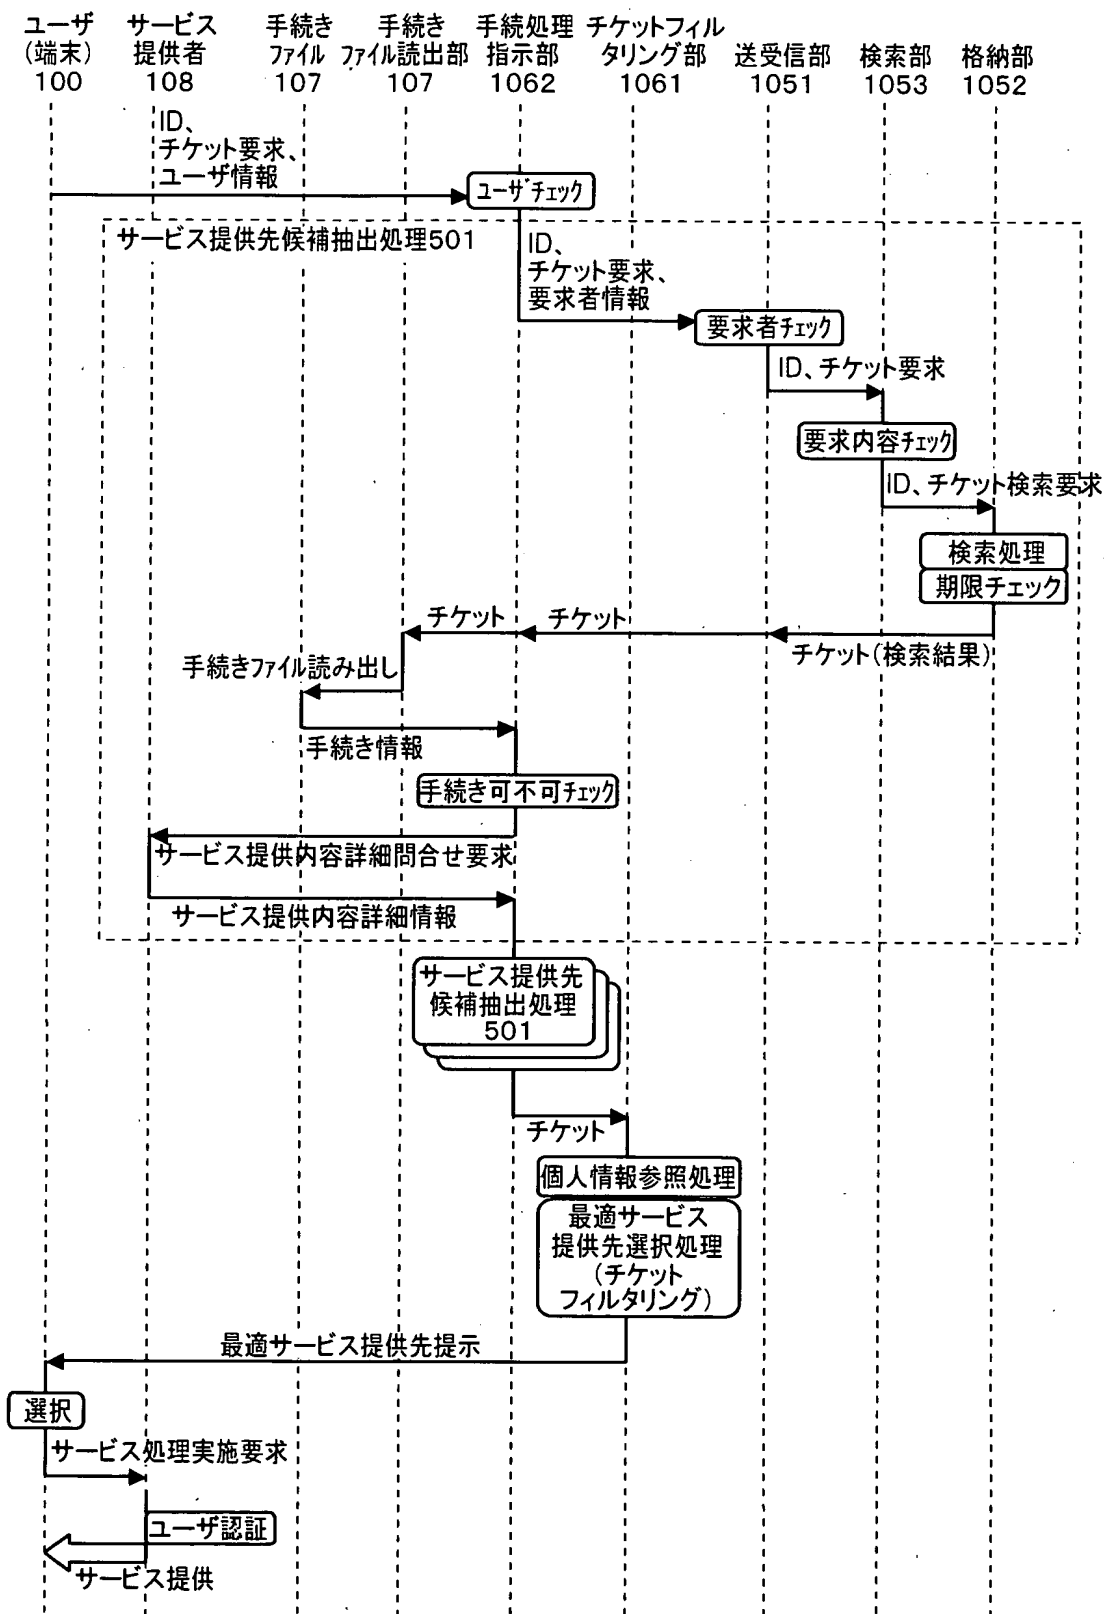 ユーザ
(端末)
100
サービス
提供者
108
手続き
ファイル
107
手続き
ファイル読出部
107
手続処理
指示部
1062
チケットフィル
タリング部
1061
送受信部
1051
検索部
1053
格納部
1052
ID、
チケット要求、
ユーザ情報
ユーザチェック
サービス提供先候補抽出処理501
ID、
チケット要求、
要求者情報
要求者チェック
ID、チケット要求
要求内容チェック
ID、チケット検索要求
検索処理
期限チェック
チケット
チケット
チケット(検索結果)
手続きファイル読み出し
手続き情報
手続き可不可チェック
サービス提供内容詳細問合せ要求
サービス提供内容詳細情報
サービス提供先
候補抽出処理
501
チケット
個人情報参照処理
最適サービス
提供先選択処理
(チケット
フィルタリング)
最適サービス提供先提示
選択
サービス処理実施要求
ユーザ認証
サービス提供